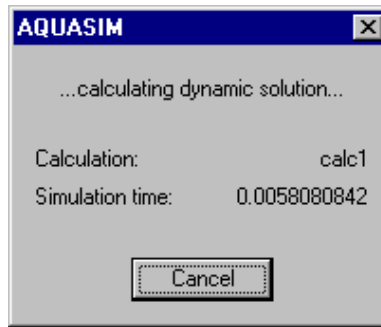 AQUASIM
...calculating dynamic solution...
Calculation: calc1
Simulation time: 0.0058080842
Cancel